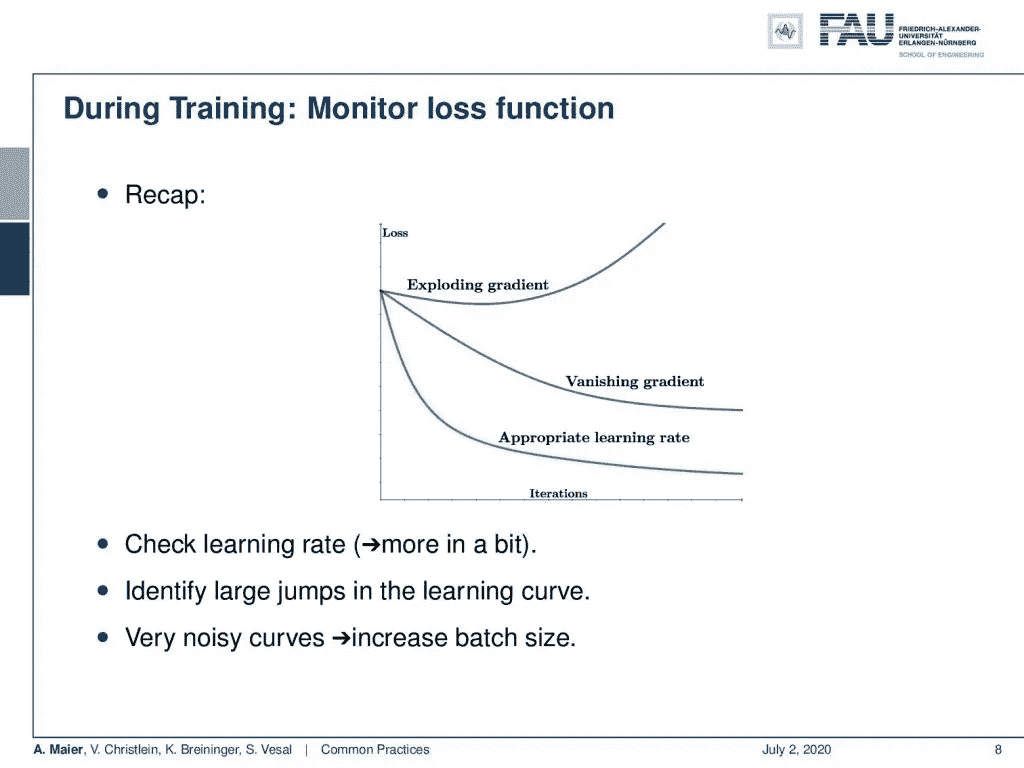 FAU
FRIEDRICH-ALEXANDER-
UNIVERSITÄT
ERLANGEN-NÜRNBERG
SCHOOL OF ENGINEERING
During Training: Monitor loss function
• Recap:
Loss
Exploding gradient
Vanishing gradient
Appropriate learning rate
Iterations
• Check learning rate (➔more in a bit).
• Identify large jumps in the learning curve.
• Very noisy curves ➔increase batch size.
A. Maier, V. Christlein, K. Breininger, S. Vesal | Common Practices July 2, 2020 8